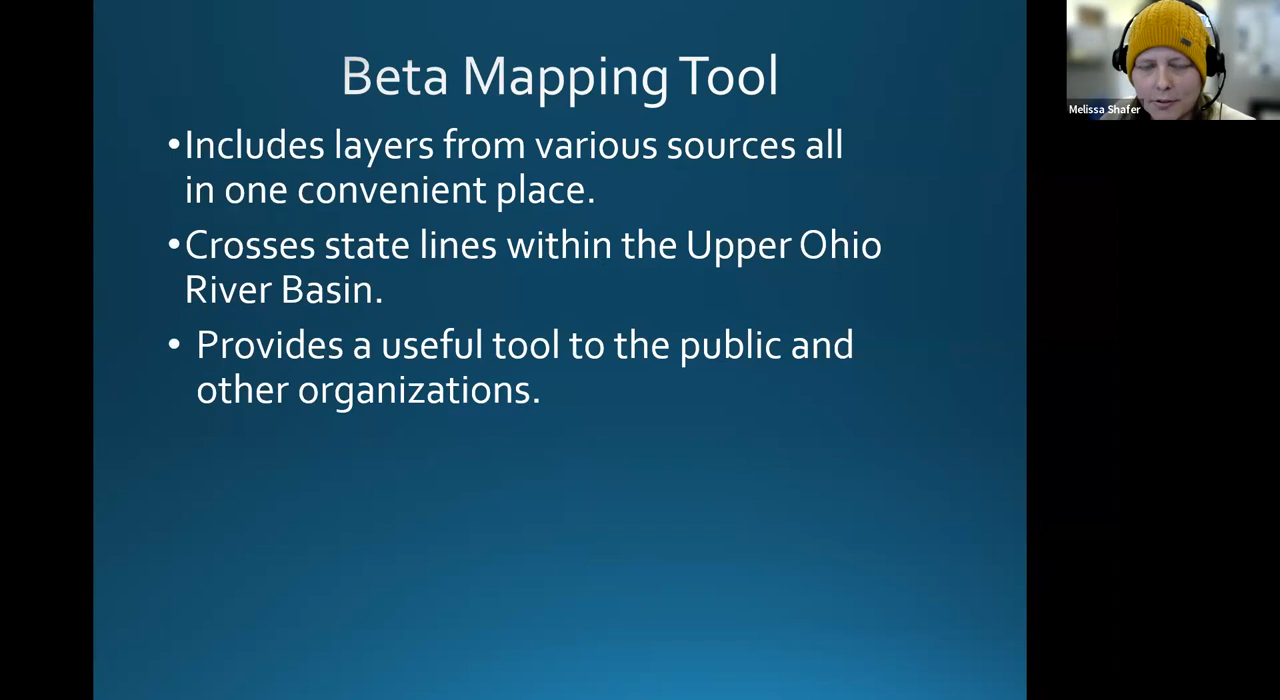 Beta Mapping Tool
•Includes layers from various sources all
in one convenient place.
•Crosses state lines within the Upper Ohio
River Basin.
• Provides a useful tool to the public and
other organizations.
Melissa Shafer